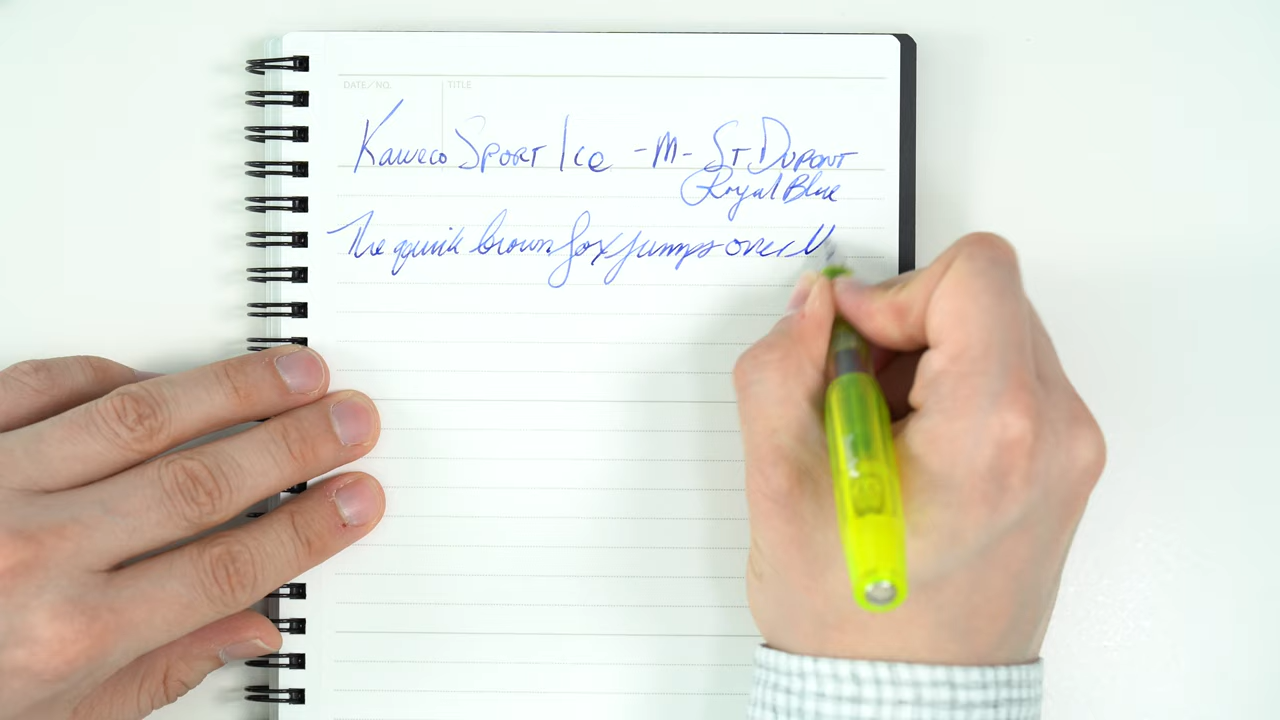 DATE/NO. TITLE
Kaweco Sport Ice -M- St Dupont
Royal Blue
The quick brown fox jumps over